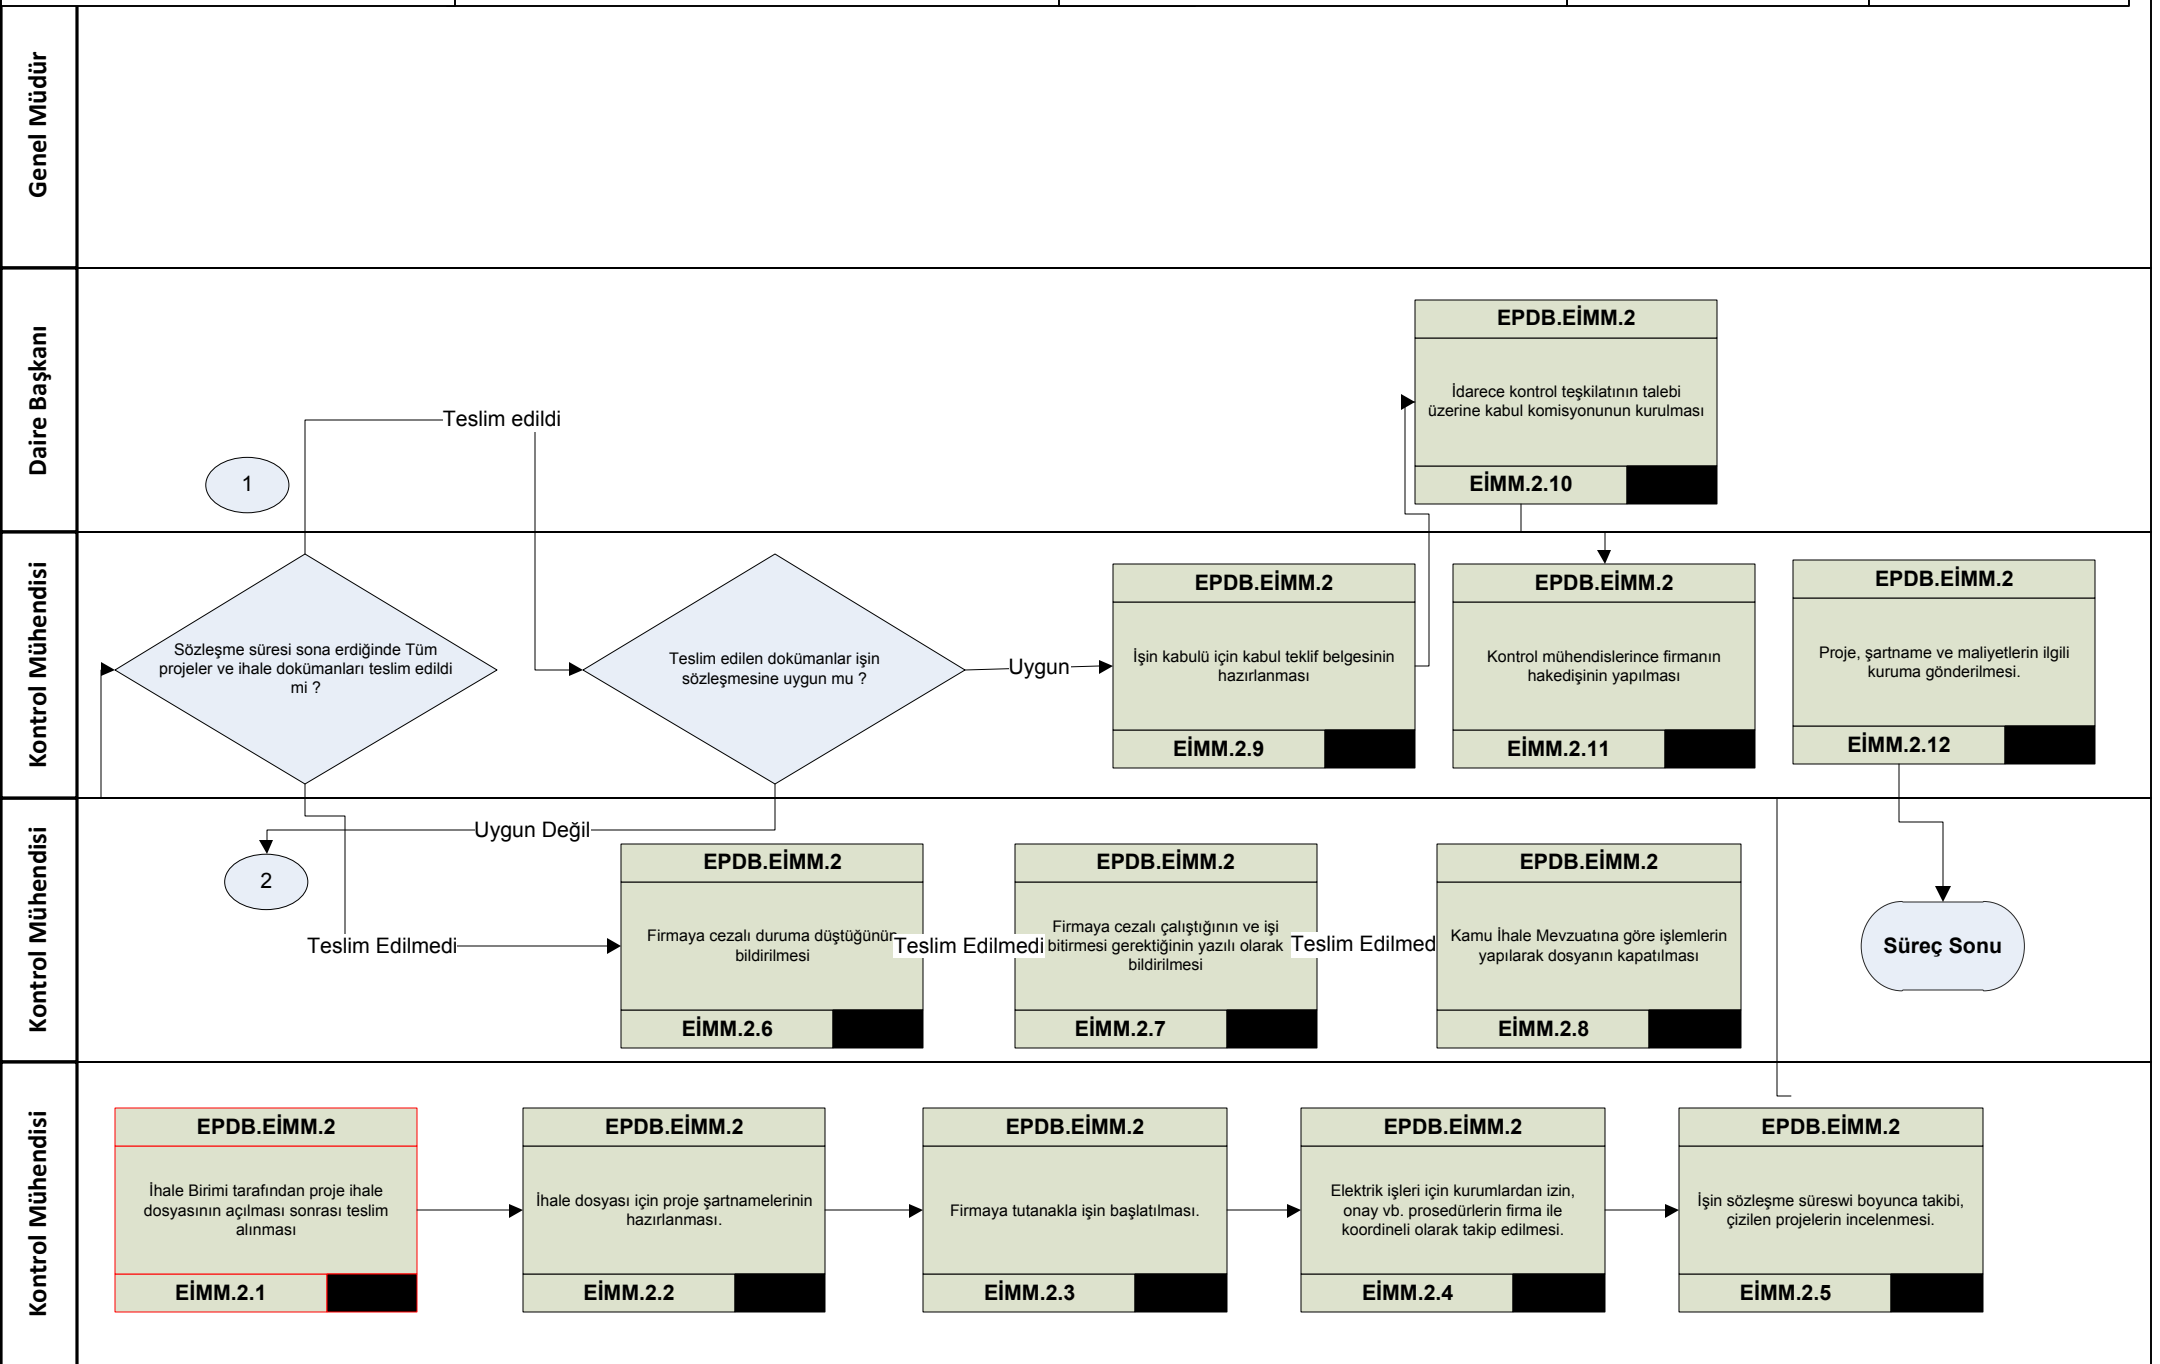 Genel Müdür
Daire Başkanı
EPDB.EİMM.2
İdarece kontrol teşkilatının talebi
üzerine kabul komisyonunun kurulması
EİMM.2.10
Teslim edildi
1
Kontrol Mühendisi
Sözleşme süresi sona erdiğinde Tüm
projeler ve ihale dokümanları teslim edildi
mi ?
Teslim edilen dokümanlar işin
sözleşmesine uygun mu ?
Uygun
EPDB.EİMM.2
İşin kabulü için kabul teklif belgesinin
hazırlanması
EİMM.2.9
EPDB.EİMM.2
Kontrol mühendislerince firmanın
hakedişinin yapılması
EİMM.2.11
EPDB.EİMM.2
Proje, şartname ve maliyetlerin ilgili
kuruma gönderilmesi.
EİMM.2.12
Kontrol Mühendisi
Uygun Değil
2
Teslim Edilmedi
EPDB.EİMM.2
Firmaya cezalı duruma düştüğünün
bildirilmesi
EİMM.2.6
Teslim Edilmedi
EPDB.EİMM.2
Firmaya cezalı çalıştığının ve işi
bitirmesi gerektiğinin yazılı olarak
bildirilmesi
EİMM.2.7
Teslim Edilmed
EPDB.EİMM.2
Kamu İhale Mevzuatına göre işlemlerin
yapılarak dosyanın kapatılması
EİMM.2.8
Süreç Sonu
Kontrol Mühendisi
EPDB.EİMM.2
İhale Birimi tarafından proje ihale
dosyasının açılması sonrası teslim
alınması
EİMM.2.1
EPDB.EİMM.2
İhale dosyası için proje şartnamelerinin
hazırlanması.
EİMM.2.2
EPDB.EİMM.2
Firmaya tutanakla işin başlatılması.
EİMM.2.3
EPDB.EİMM.2
Elektrik işleri için kurumlardan izin,
onay vb. prosedürlerin firma ile
koordineli olarak takip edilmesi.
EİMM.2.4
EPDB.EİMM.2
İşin sözleşme süreswi boyunca takibi,
çizilen projelerin incelenmesi.
EİMM.2.5